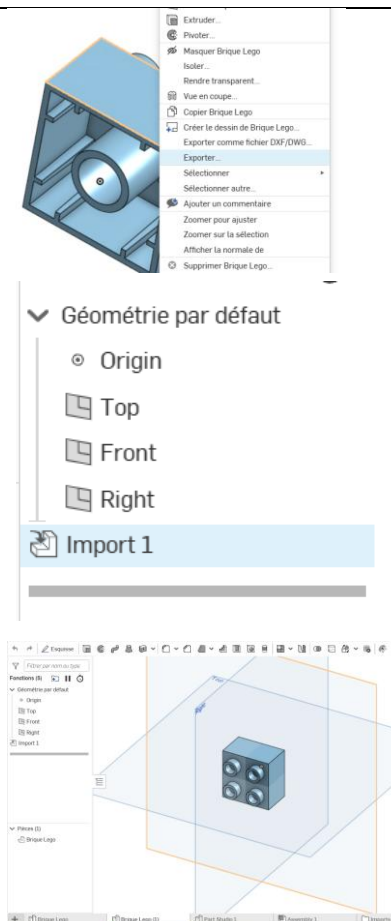 Extruder...
Pivoter...
Masquer Brique Lego
Isoler...
Rendre transparent...
Vue en coupe...
Copier Brique Lego
Créer le dessin de Brique Lego...
Exporter comme fichier DXF/DWG...
Exporter...
Sélectionner
Sélectionner autre...
Ajouter un commentaire
Zoomer pour ajuster
Zoomer sur la sélection
Afficher la normale de
Supprimer Brique Lego...
Géométrie par défaut
Origin
Top
Front
Right
Import 1
Esquisse
Filtrer par nom ou type
Fonctions (5)
Géométrie par défaut
Origin
Top
Front
Right
Import 1
Pièces (1)
Brique Lego
Brique Lego
Brique Lego (1)
Part Studio 1
Assembly 1